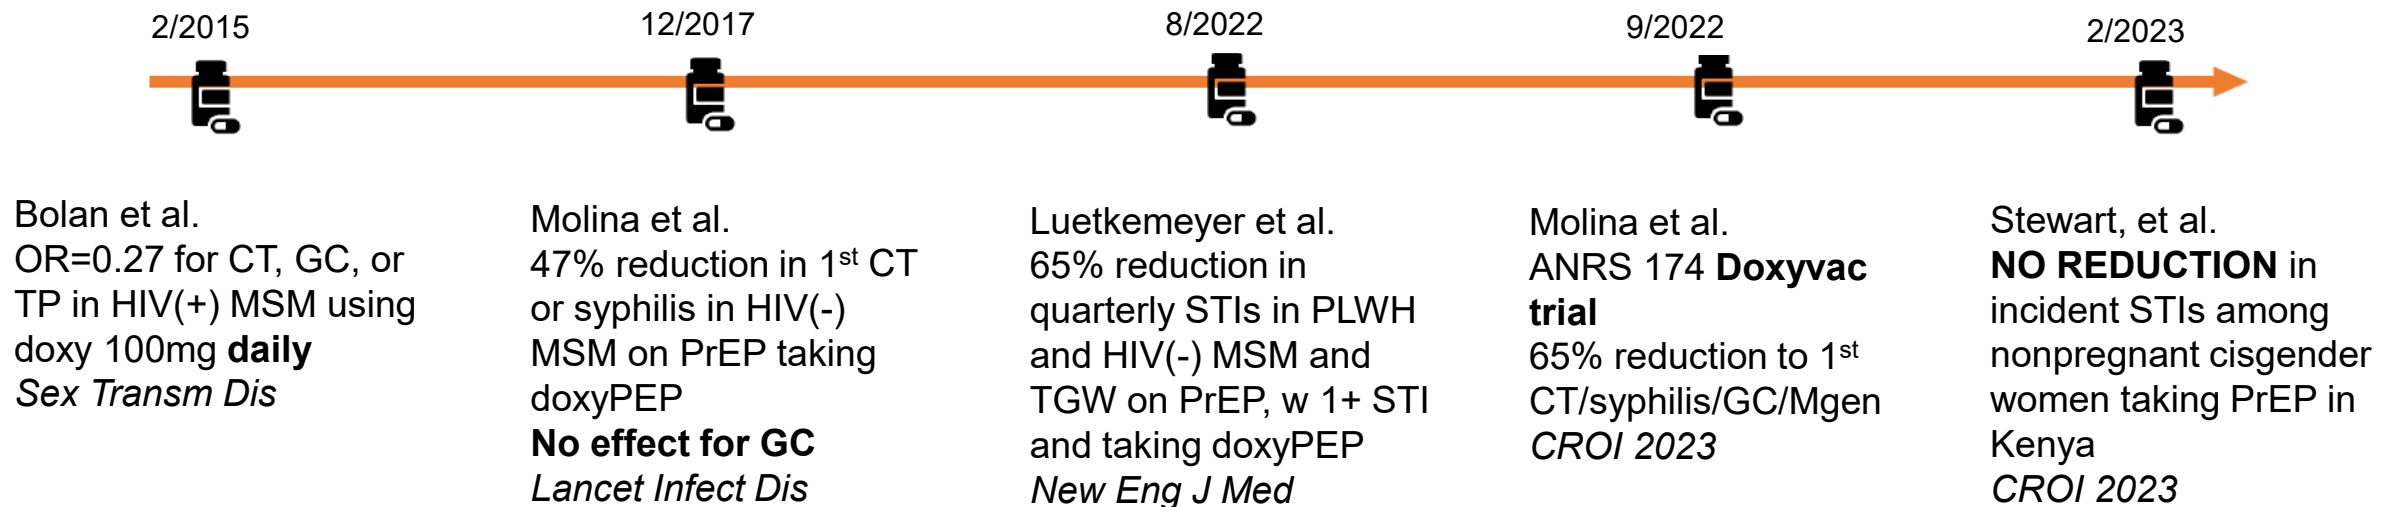 2/2015
12/2017
8/2022
9/2022
2/2023
Bolan et al.
OR=0.27 for CT, GC, or
TP in HIV(+) MSM using
doxy 100mg daily
Sex Transm Dis
Molina et al.
47% reduction in 1st CT
or syphilis in HIV(-)
MSM on PrEP taking
doxyPEP
No effect for GC
Lancet Infect Dis
Luetkemeyer et al.
65% reduction in
quarterly STIs in PLWH
and HIV(-) MSM and
TGW on PrEP, w 1+ STI
and taking doxyPEP
New Eng J Med
Molina et al.
ANRS 174 Doxyvac
trial
65% reduction to 1st
CT/syphilis/GC/Mgen
CROI 2023
Stewart, et al.
NO REDUCTION in
incident STIs among
nonpregnant cisgender
women taking PrEP in
Kenya
CROI 2023